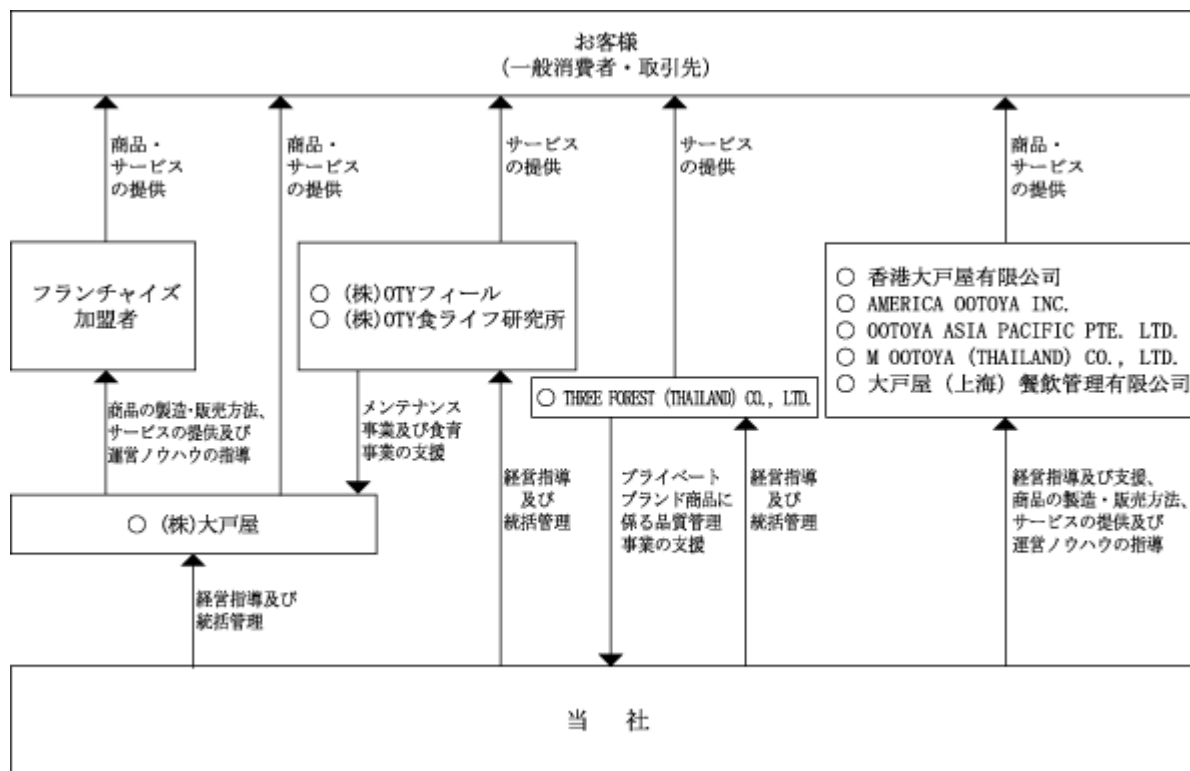 お客様
(一般消費者・取引先)
商品・
サービス
の提供
商品・
サービス
の提供
サービス
の提供
サービス
の提供
商品・
サービス
の提供
フランチャイズ
加盟者
○ (株)OTYフィール
○ (株)OTY食ライフ研究所
○ THREE FOREST (THAILAND) CO., LTD.
○ 香港大戸屋有限公司
○ AMERICA OOTOYA INC.
○ OOTOYA ASIA PACIFIC PTE. LTD.
○ M OOTOYA (THAILAND) CO., LTD.
○ 大戸屋（上海）餐飲管理有限公司
商品の製造・販売方法、
サービスの提供及び
運営ノウハウの指導
メンテナンス
事業及び食育
事業の支援
経営指導
及び
統括管理
プライベート
ブランド商品に
係る品質管理
事業の支援
経営指導
及び
統括管理
経営指導及び支援、
商品の製造・販売方法、
サービスの提供及び
運営ノウハウの指導
○ (株)大戸屋
経営指導及び
統括管理
当 社